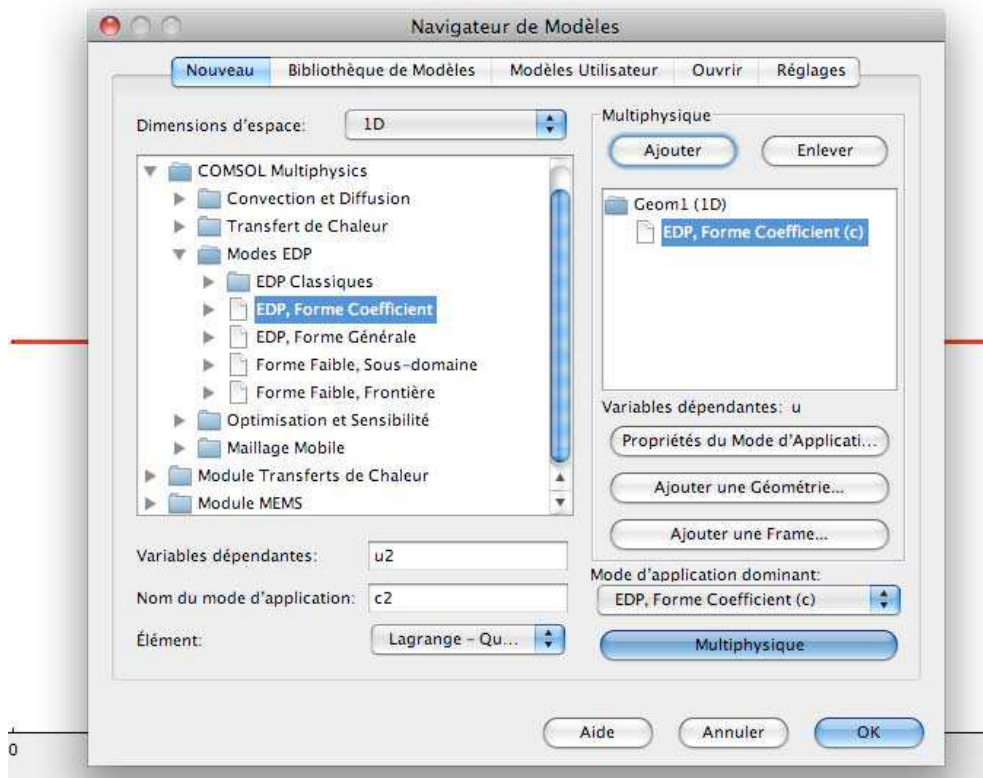 Navigateur de Modèles
Nouveau Bibliothèque de Modèles Modèles Utilisateur Ouvrir Réglages
Dimensions d'espace: 1D
COMSOL Multiphysics
Convection et Diffusion
Transfert de Chaleur
Modes EDP
EDP Classiques
EDP, Forme Coefficient
EDP, Forme Générale
Forme Faible, Sous-domaine
Forme Faible, Frontière
Optimisation et Sensibilité
Maillage Mobile
Module Transferts de Chaleur
Module MEMS
Variables dépendantes: u2
Nom du mode d'application: c2
Élément: Lagrange - Qu...
Multiphysique
Ajouter Enlever
Geom1 (1D)
EDP, Forme Coefficient (c)
Variables dépendantes: u
Propriétés du Mode d'Applicati...
Ajouter une Géométrie...
Ajouter une Frame...
Mode d'application dominant:
EDP, Forme Coefficient (c)
Multiphysique
Aide Annuler OK
0